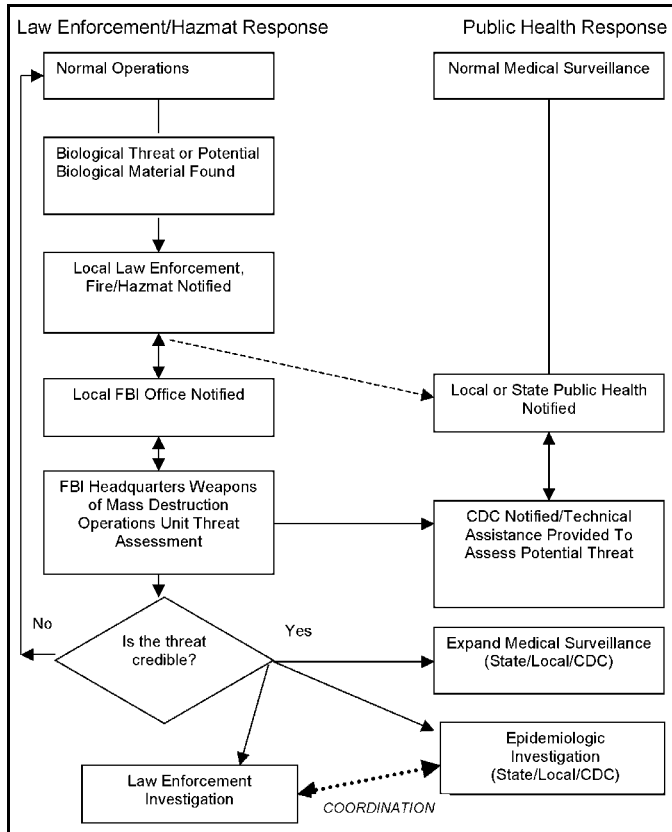 Law Enforcement/Hazmat Response
Public Health Response
Normal Operations
Normal Medical Surveillance
Biological Threat or Potential
Biological Material Found
Local Law Enforcement,
Fire/Hazmat Notified
Local FBI Office Notified
Local or State Public Health
Notified
FBI Headquarters Weapons
of Mass Destruction
Operations Unit Threat
Assessment
CDC Notified/Technical
Assistance Provided To
Assess Potential Threat
No
Is the threat
credible?
Yes
Expand Medical Surveillance
(State/Local/CDC)
Epidemiologic
Investigation
(State/Local/CDC)
Law Enforcement
Investigation
COORDINATION